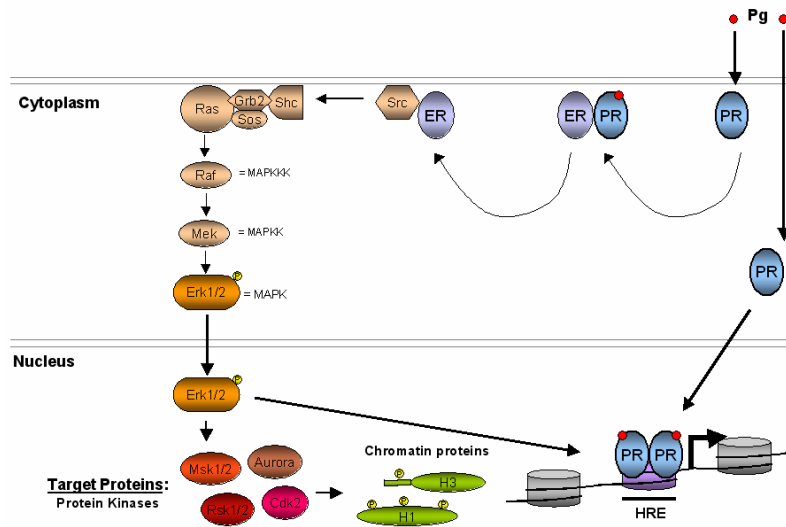 Pg
Cytoplasm
Ras
Grb2
Sos
Shc
Src
ER
ER
PR
PR
Raf
= MAPKKK
Mek
= MAPKK
P
Erk1/2
= MAPK
PR
Nucleus
P
Erk1/2
Msk1/2
Aurora
Rsk1/2
Cdk2
Target Proteins:
Protein Kinases
Chromatin proteins
P
H3
P
P
P
H1
PR
PR
HRE